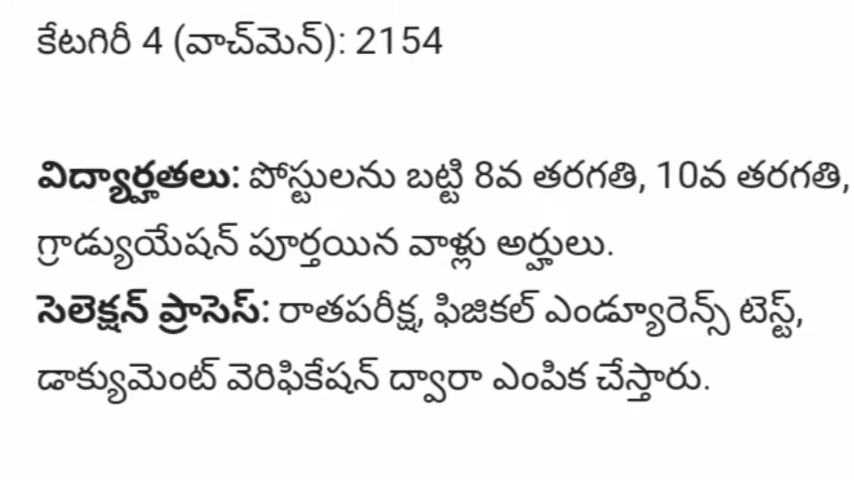 కేటగిరీ 4 (వాచ్‌మెన్): 2154
విద్యార్హతలు: పోస్టులను బట్టి 8వ తరగతి, 10వ తరగతి,
గ్రాడ్యుయేషన్ పూర్తయిన వాళ్లు అర్హులు.
సెలెక్షన్ ప్రాసెస్: రాతపరీక్ష, ఫిజికల్ ఎండ్యూరెన్స్ టెస్ట్,
డాక్యుమెంట్ వెరిఫికేషన్ ద్వారా ఎంపిక చేస్తారు.